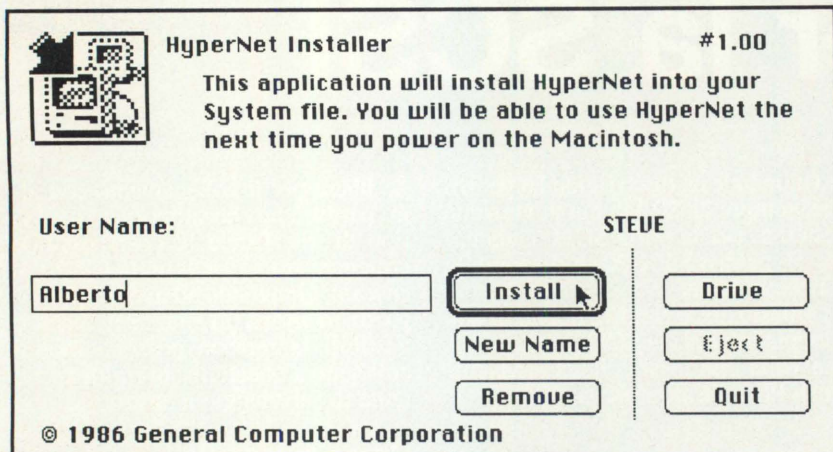 HyperNet Installer #1.00
This application will install HyperNet into your
System file. You will be able to use HyperNet the
next time you power on the Macintosh.
User Name: STEVE
Alberto Install Drive
New Name Eject
Remove Quit
© 1986 General Computer Corporation